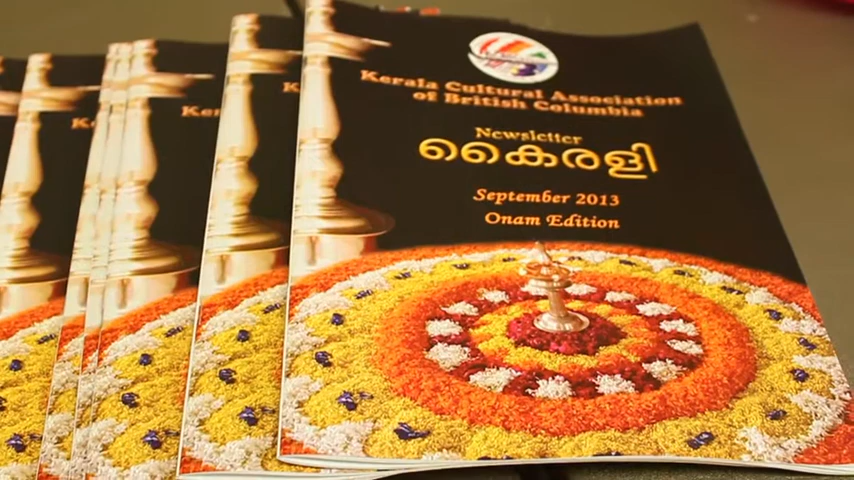 Kerala Cultural Association
of British Columbia
Newsletter
കൈരളി
September 2013
Onam Edition